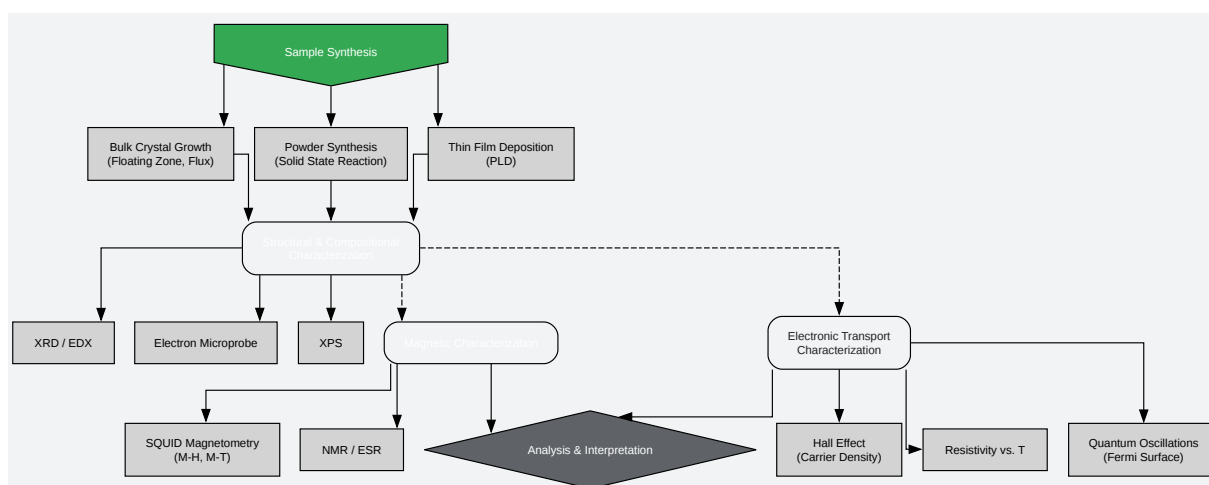 Sample Synthesis
Bulk Crystal Growth
(Floating Zone, Flux)
Powder Synthesis
(Solid State Reaction)
Thin Film Deposition
(PLD)
Structural & Compositional
Characterization
XRD / EDX
Electron Microprobe
XPS
Magnetic Characterization
Electronic Transport
Characterization
SQUID Magnetometry
(M-H, M-T)
NMR / ESR
Analysis & Interpretation
Hall Effect
(Carrier Density)
Resistivity vs. T
Quantum Oscillations
(Fermi Surface)